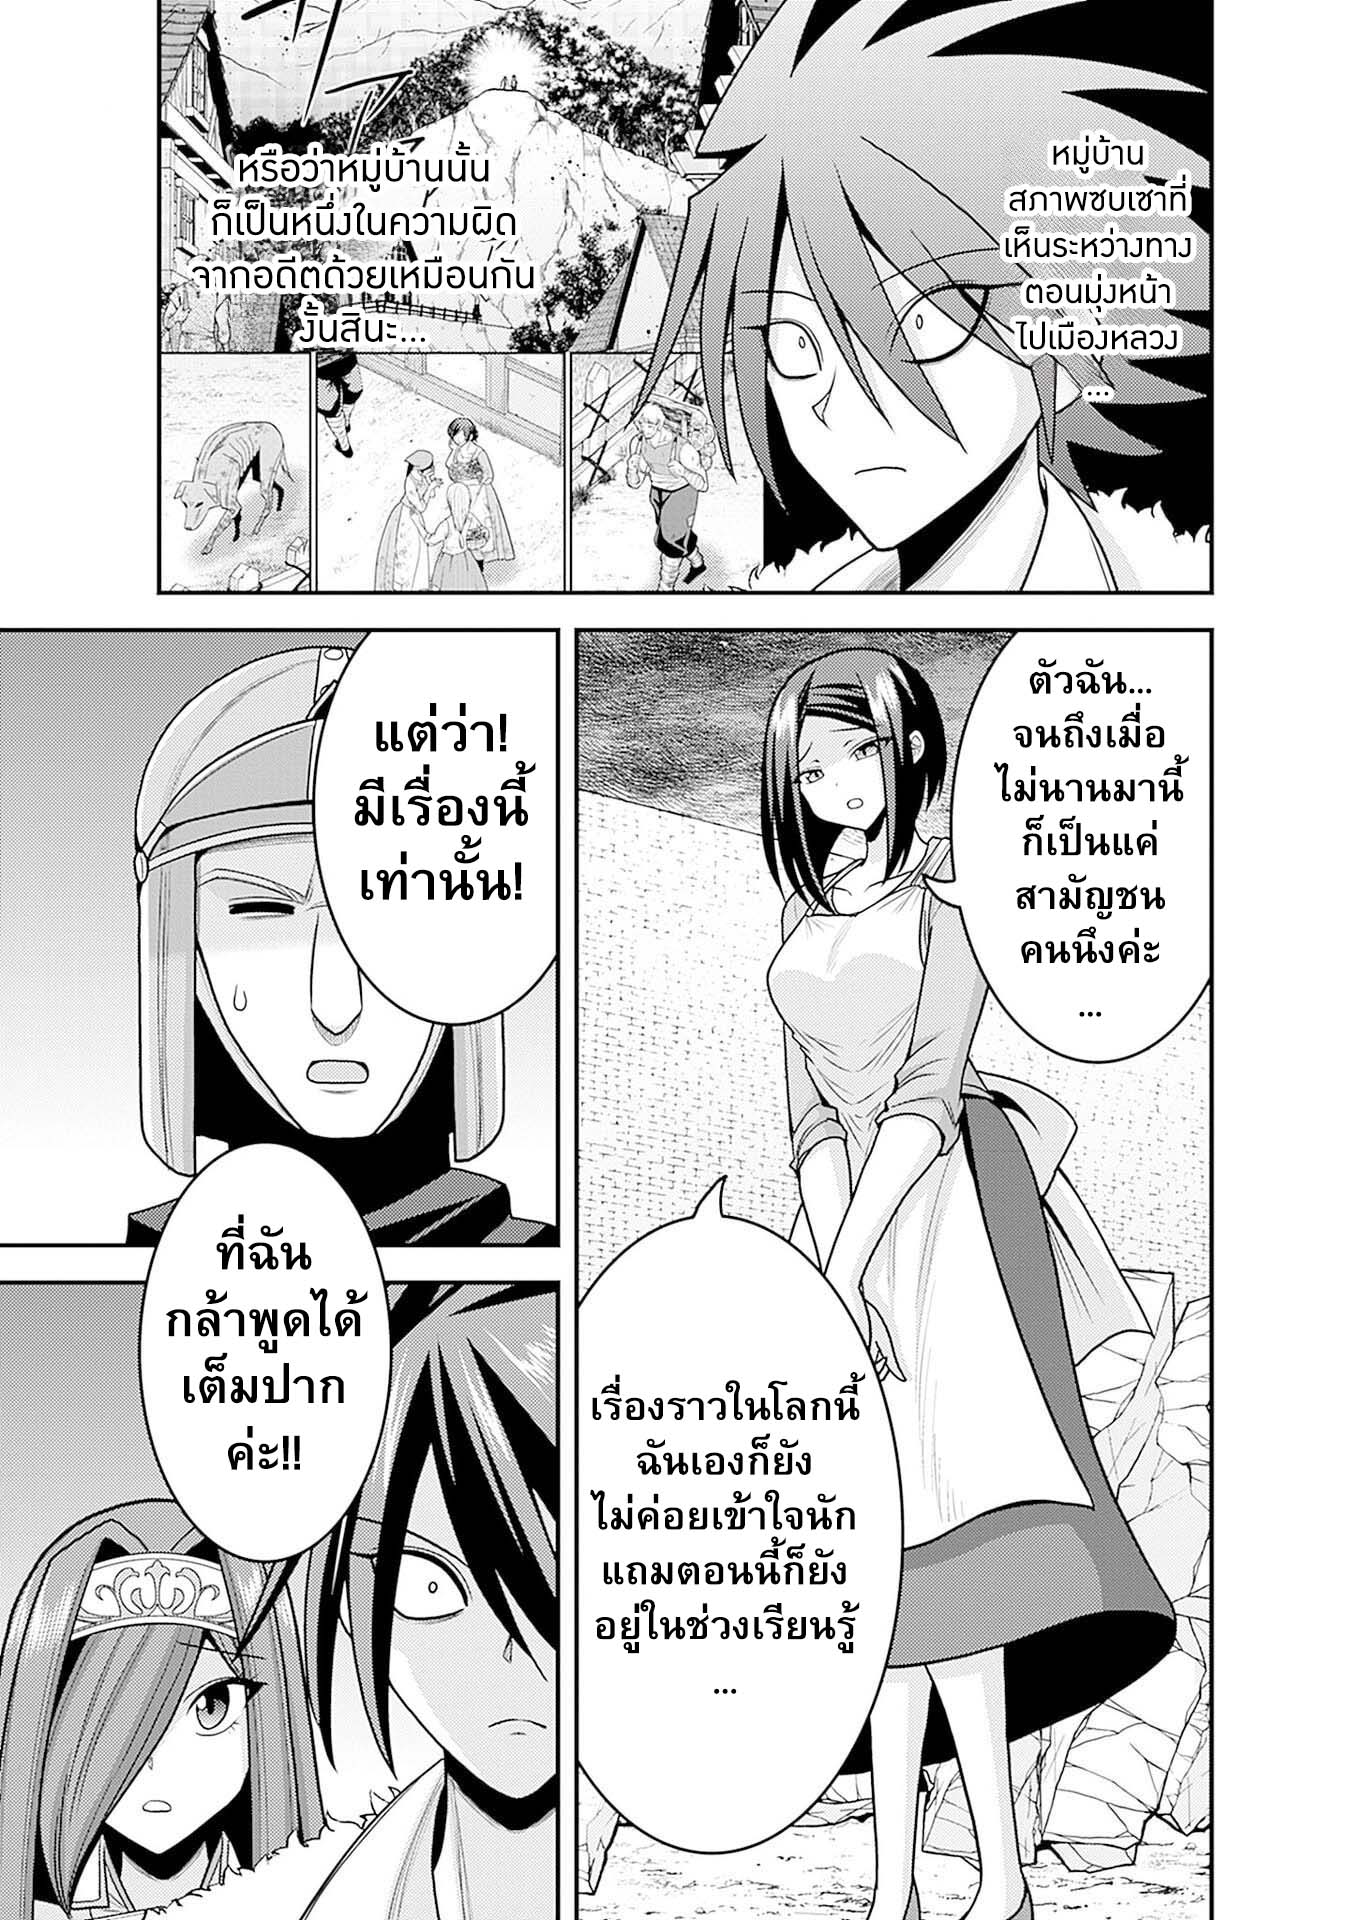 หมู่บ้าน
สภาพซบเซาที่
เห็นระหว่างทาง
ตอนมุ่งหน้า
ไปเมืองหลวง
...
หรือว่าหมู่บ้านนั้น
ก็เป็นหนึ่งในความผิด
จากอดีตด้วยเหมือนกัน
งั้นสินะ...
ตัวฉัน...
จนถึงเมื่อ
ไม่นานมานี้
ก็เป็นแค่
สามัญชน
คนนึงค่ะ
...
เรื่องราวในโลกนี้
ฉันเองก็ยัง
ไม่ค่อยเข้าใจนัก
แถมตอนนี้ก็ยัง
อยู่ในช่วงเรียนรู้
...
แต่ว่า!
มีเรื่องนี้
เท่านั้น!
ที่ฉัน
กล้าพูดได้
เต็มปาก
ค่ะ!!